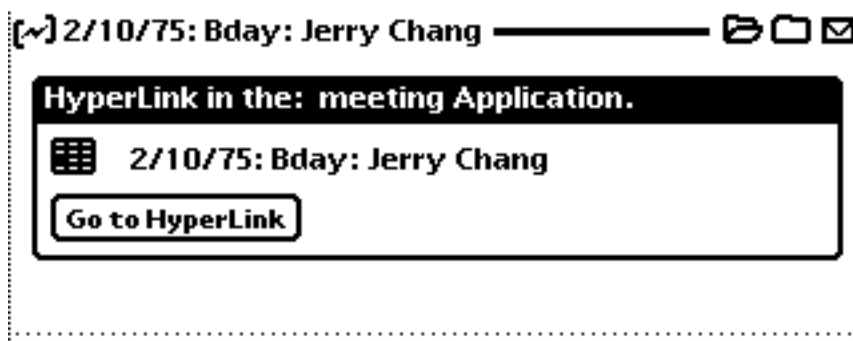 2/10/75: Bday: Jerry Chang
HyperLink in the: meeting Application.
2/10/75: Bday: Jerry Chang
Go to HyperLink